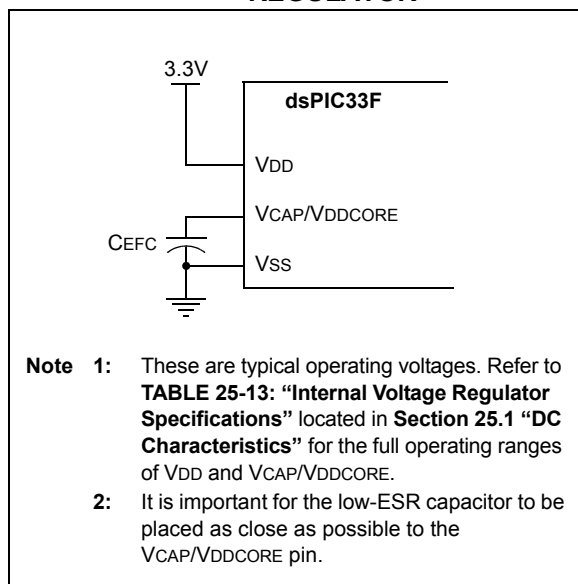 REGULATOR
3.3V
dsPIC33F
VDD
VCAP/VDDCORE
CEFC
VSS
Note 1: These are typical operating voltages. Refer to
TABLE 25-13: “Internal Voltage Regulator
Specifications” located in Section 25.1 “DC
Characteristics” for the full operating ranges
of VDD and VCAP/VDDCORE.
2: It is important for the low-ESR capacitor to be
placed as close as possible to the
VCAP/VDDCORE pin.